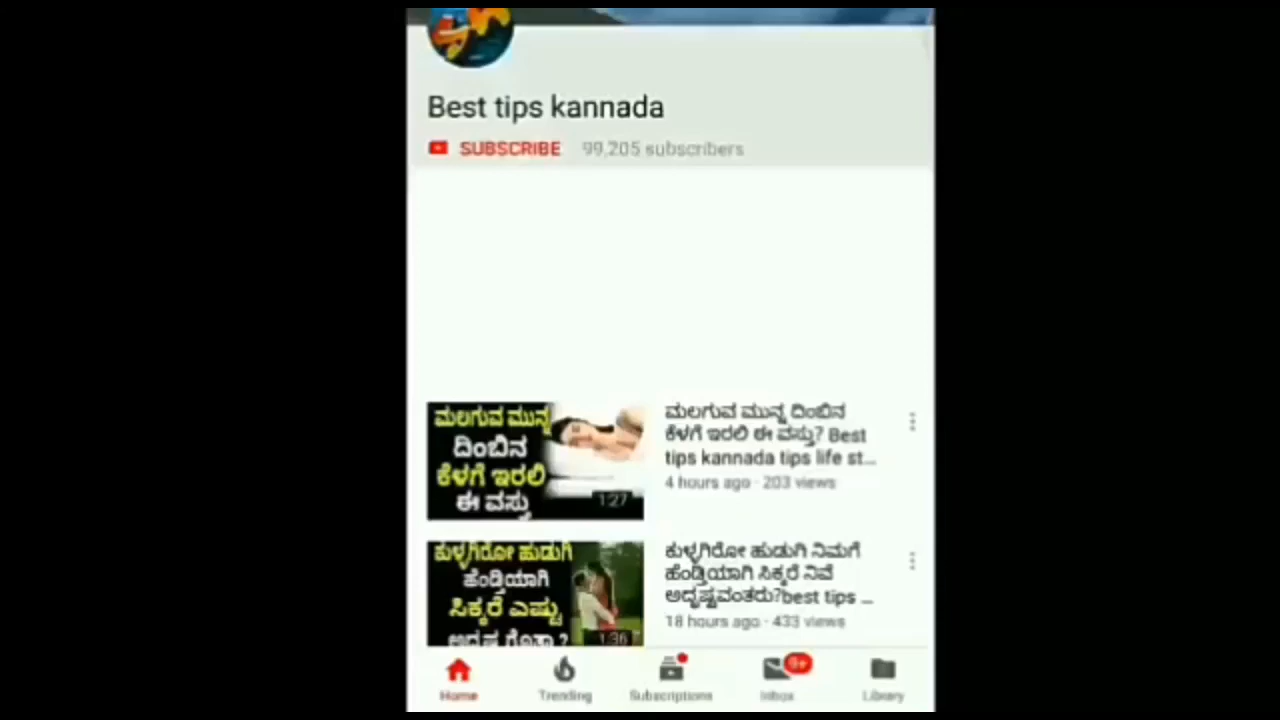 Best tips kannada
SUBSCRIBE 99,205 subscribers
ಮಲಗುವ ಮುನ್ನ
ದಿಂಬಿನ
ಕೆಳಗೆ ಇರಲಿ
ಈ ವಸ್ತು
1:27
ಮಲಗುವ ಮುನ್ನ ದಿಂಬಿನ
ಕೆಳಗೆ ಇರಲಿ ಈ ವಸ್ತು? Best
tips kannada tips life st...
4 hours ago · 203 views
ಕುಳ್ಳಗಿರೋ ಹುಡುಗಿ
ಹೆಂಡ್ತಿಯಾಗಿ
ಸಿಕ್ಕರೆ ಎಷ್ಟು
ಅದೃಷ್ಟ ಗೊತ್ತಾ ?
1:36
ಕುಳ್ಳಗಿರೋ ಹುಡುಗಿ ನಿಮಗೆ
ಹೆಂಡ್ತಿಯಾಗಿ ಸಿಕ್ಕರೆ ನಿವೆ
ಅದೃಷ್ಟವಂತರು?best tips ...
18 hours ago · 433 views
Home Trending Subscriptions Inbox 9+ Library